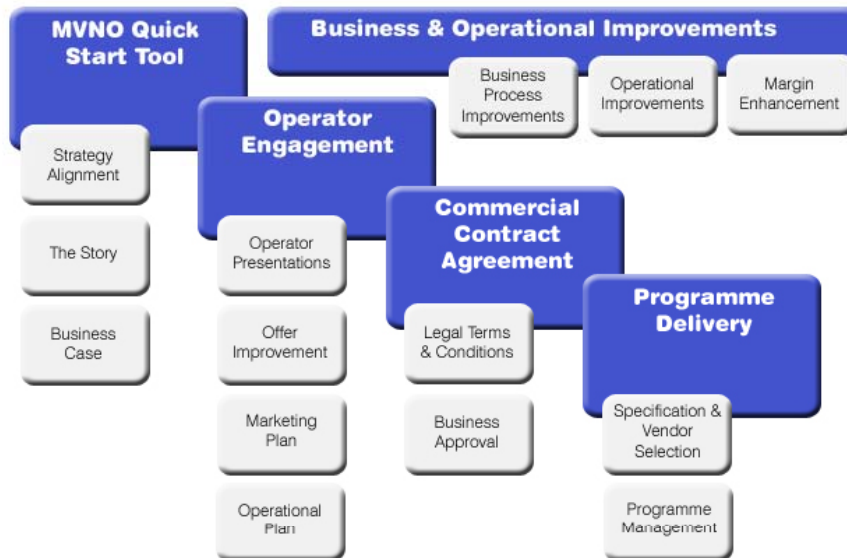 MVNO Quick
Start Tool
Business & Operational Improvements
Business
Process
Improvements
Operational
Improvements
Margin
Enhancement
Operator
Engagement
Strategy
Alignment
The Story
Business
Case
Commercial
Contract
Agreement
Operator
Presentations
Offer
Improvement
Marketing
Plan
Operational
Plan
Programme
Delivery
Legal Terms
& Conditions
Business
Approval
Specification &
Vendor
Selection
Programme
Management